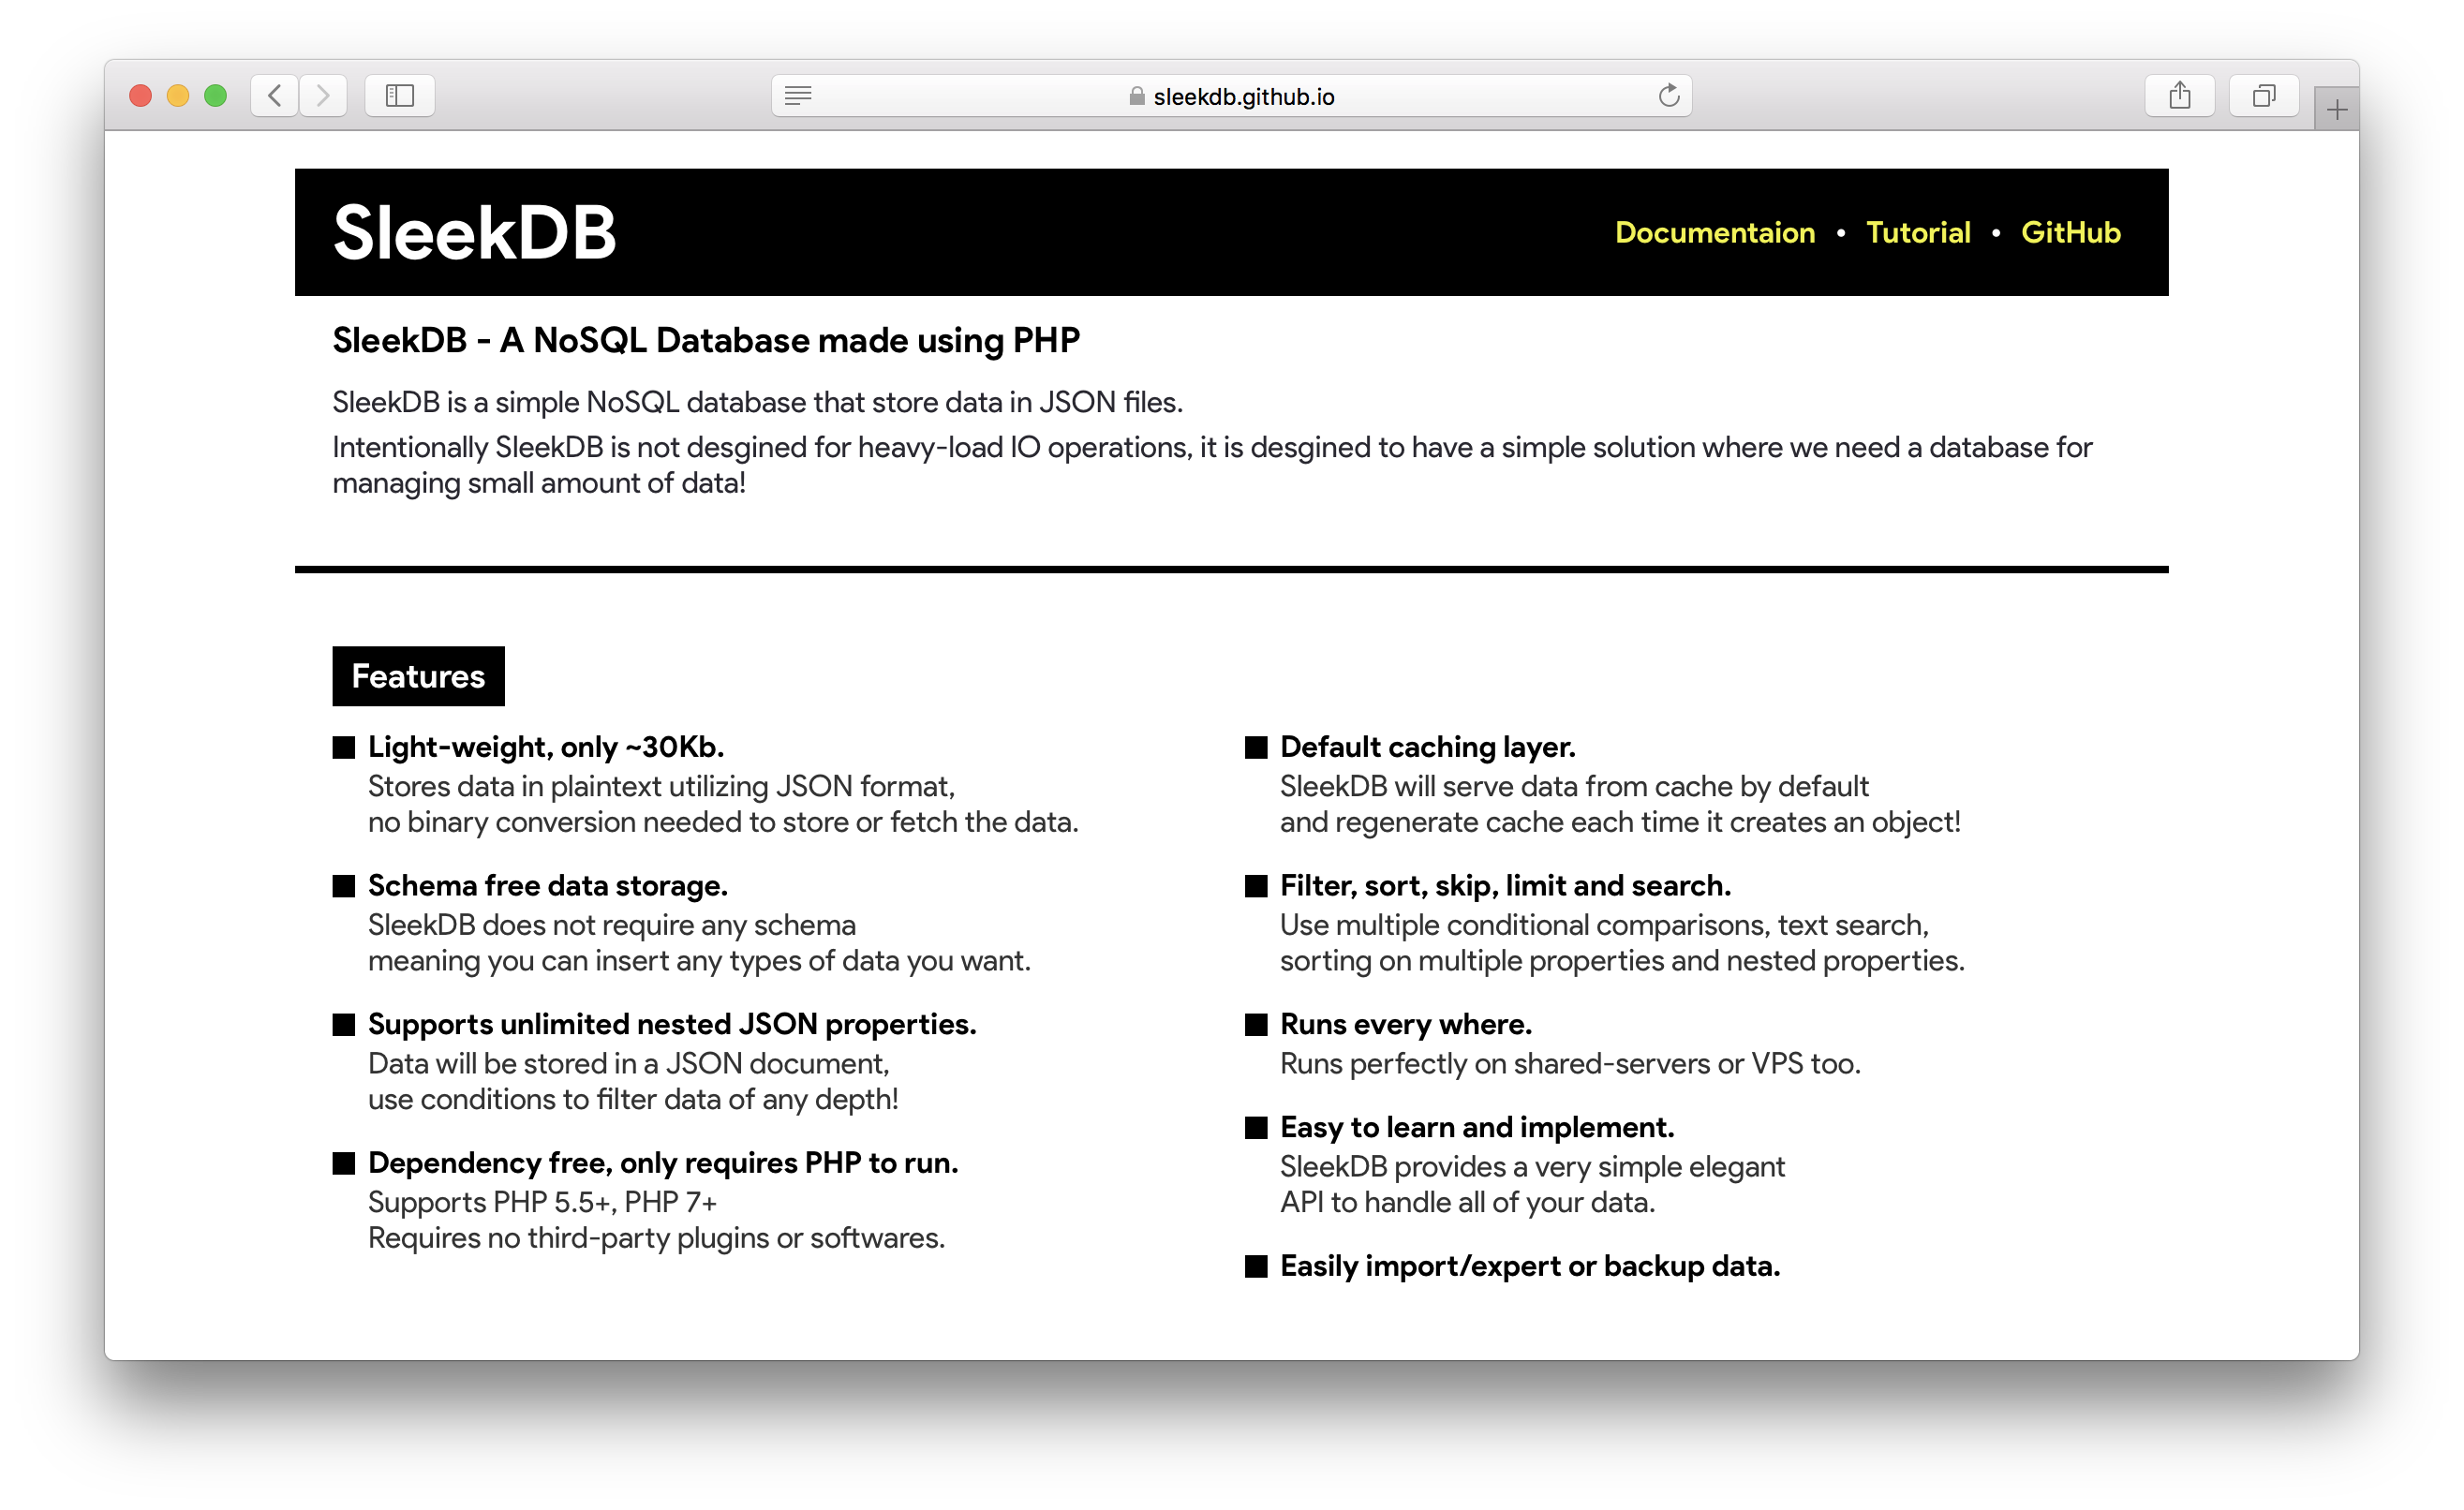 sleekdb.github.io
SleekDB
Documentaion • Tutorial • GitHub
SleekDB - A NoSQL Database made using PHP
SleekDB is a simple NoSQL database that store data in JSON files.
Intentionally SleekDB is not desgined for heavy-load IO operations, it is desgined to have a simple solution where we need a database for
managing small amount of data!
Features
Light-weight, only ~30Kb.
Stores data in plaintext utilizing JSON format,
no binary conversion needed to store or fetch the data.
Schema free data storage.
SleekDB does not require any schema
meaning you can insert any types of data you want.
Supports unlimited nested JSON properties.
Data will be stored in a JSON document,
use conditions to filter data of any depth!
Dependency free, only requires PHP to run.
Supports PHP 5.5+, PHP 7+
Requires no third-party plugins or softwares.
Default caching layer.
SleekDB will serve data from cache by default
and regenerate cache each time it creates an object!
Filter, sort, skip, limit and search.
Use multiple conditional comparisons, text search,
sorting on multiple properties and nested properties.
Runs every where.
Runs perfectly on shared-servers or VPS too.
Easy to learn and implement.
SleekDB provides a very simple elegant
API to handle all of your data.
Easily import/expert or backup data.